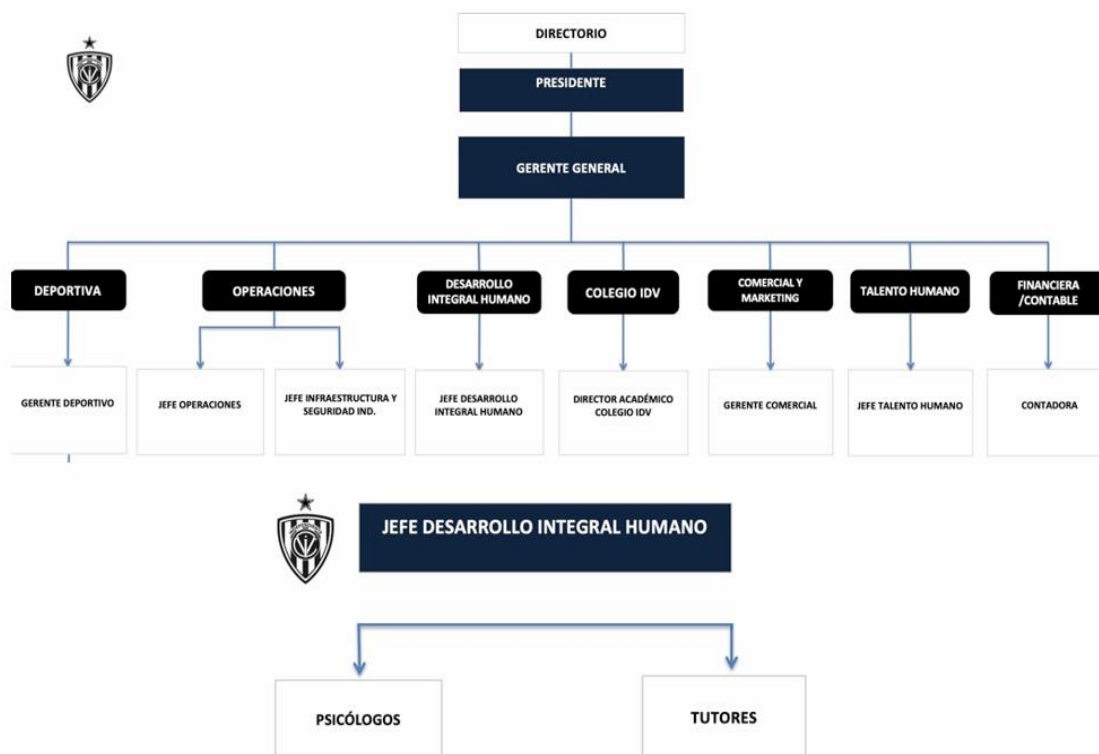 DIRECTORIO
PRESIDENTE
GERENTE GENERAL
DEPORTIVA
OPERACIONES
DESARROLLO
INTEGRAL HUMANO
COLEGIO IDV
COMERCIAL Y
MARKETING
TALENTO HUMANO
FINANCIERA
/CONTABLE
GERENTE DEPORTIVO
JEFE OPERACIONES
JEFE INFRAESTRUCTURA Y
SEGURIDAD IND.
JEFE DESARROLLO
INTEGRAL HUMANO
DIRECTOR ACADÉMICO
COLEGIO IDV
GERENTE COMERCIAL
JEFE TALENTO HUMANO
CONTADORA
JEFE DESARROLLO INTEGRAL HUMANO
PSICÓLOGOS
TUTORES